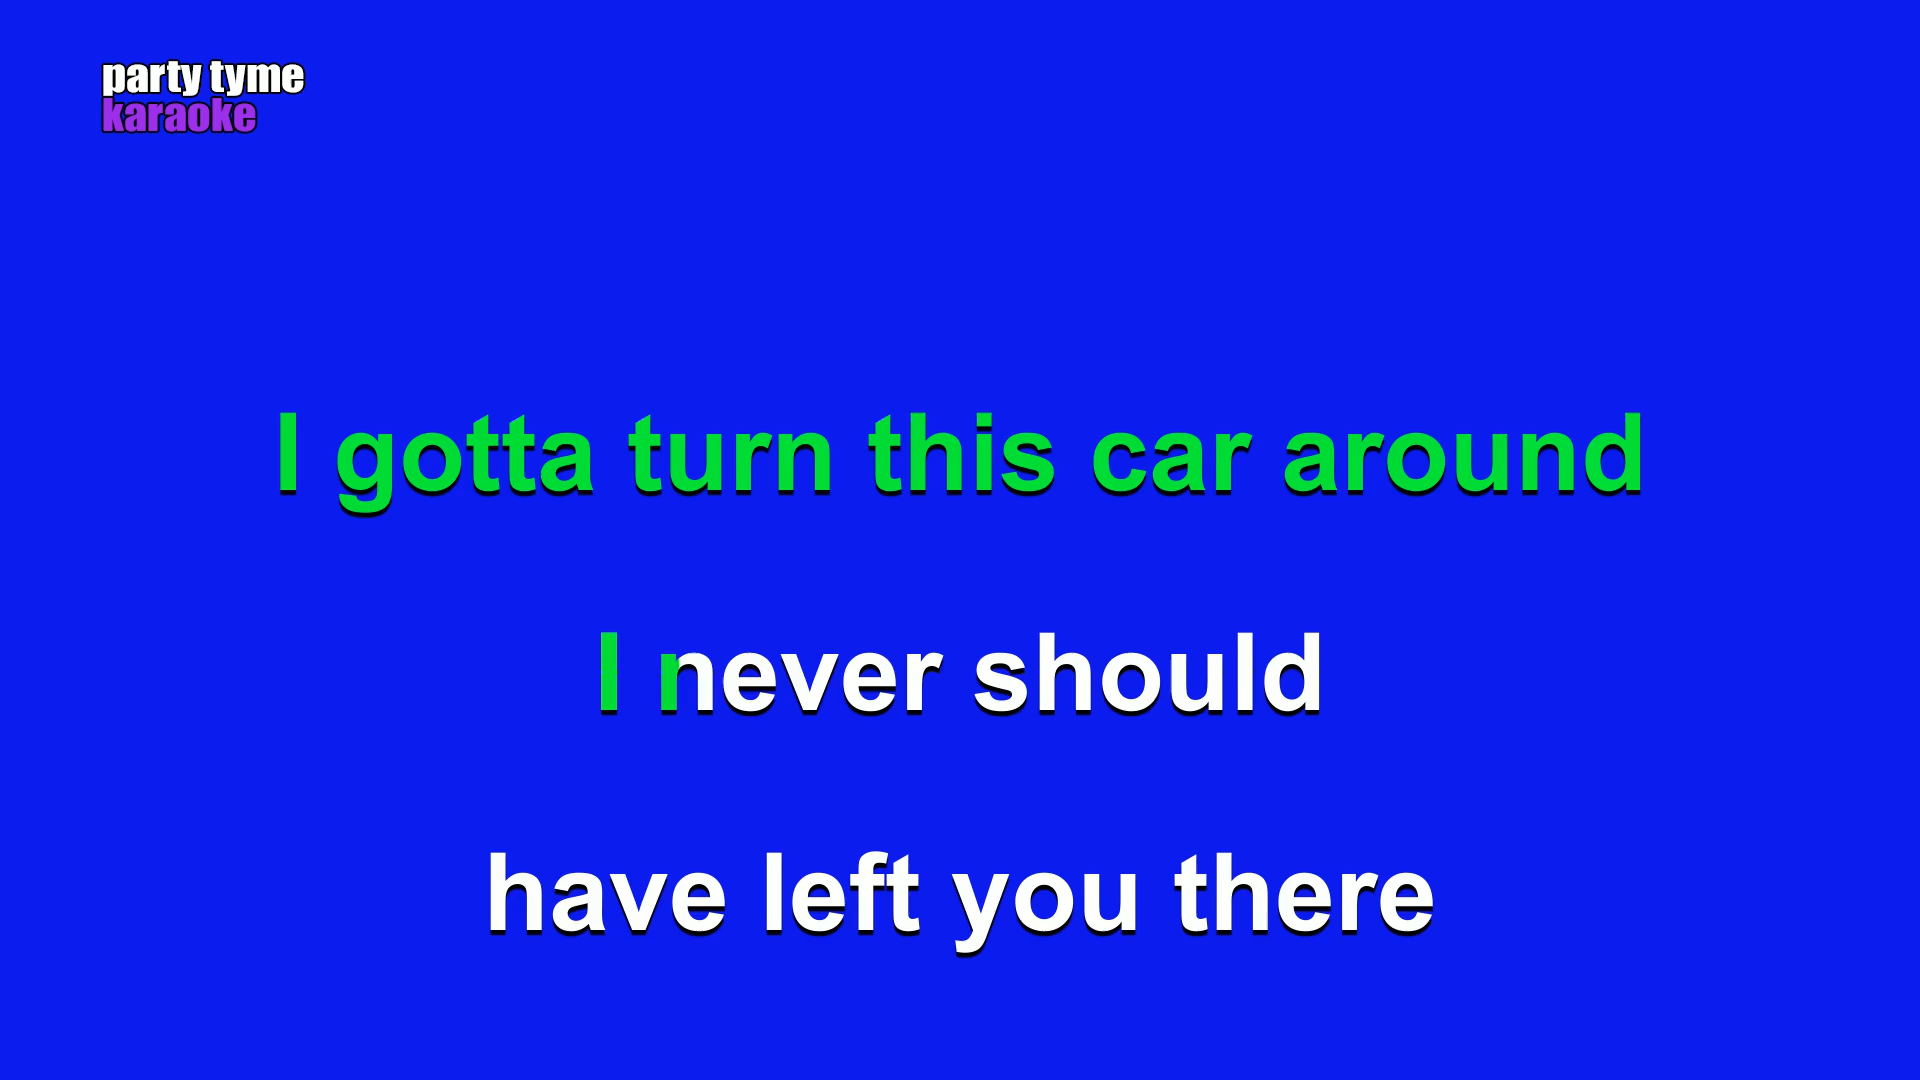 party tyme
karaoke
I gotta turn this car around
I never should
have left you there